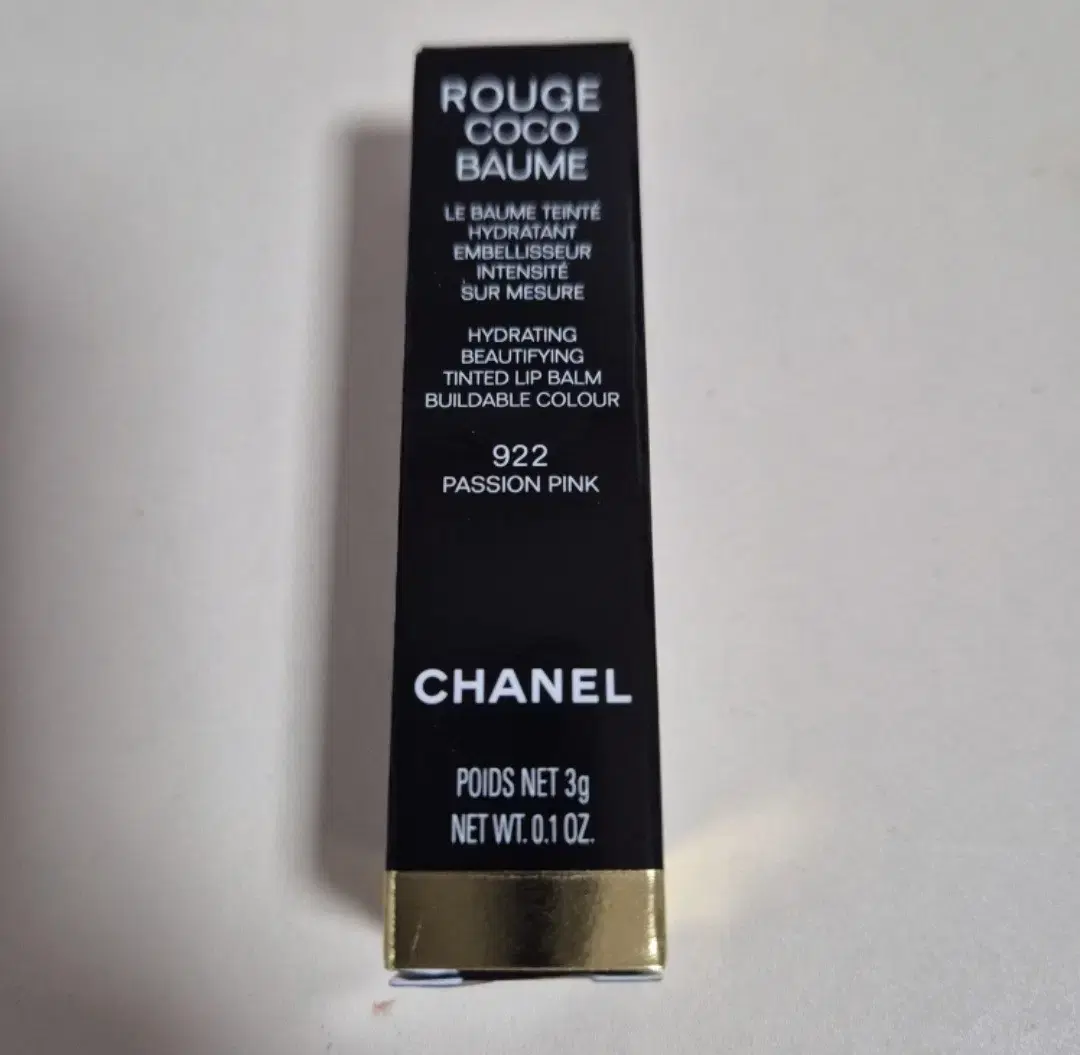 ROUGE
COCO
BAUME
LE BAUME TEINTÉ
HYDRATANT
EMBELLISSEUR
INTENSITÉ
SUR MESURE
HYDRATING
BEAUTIFYING
TINTED LIP BALM
BUILDABLE COLOUR
922
PASSION PINK
CHANEL
POIDS NET 3g
NET WT. 0.1 OZ.